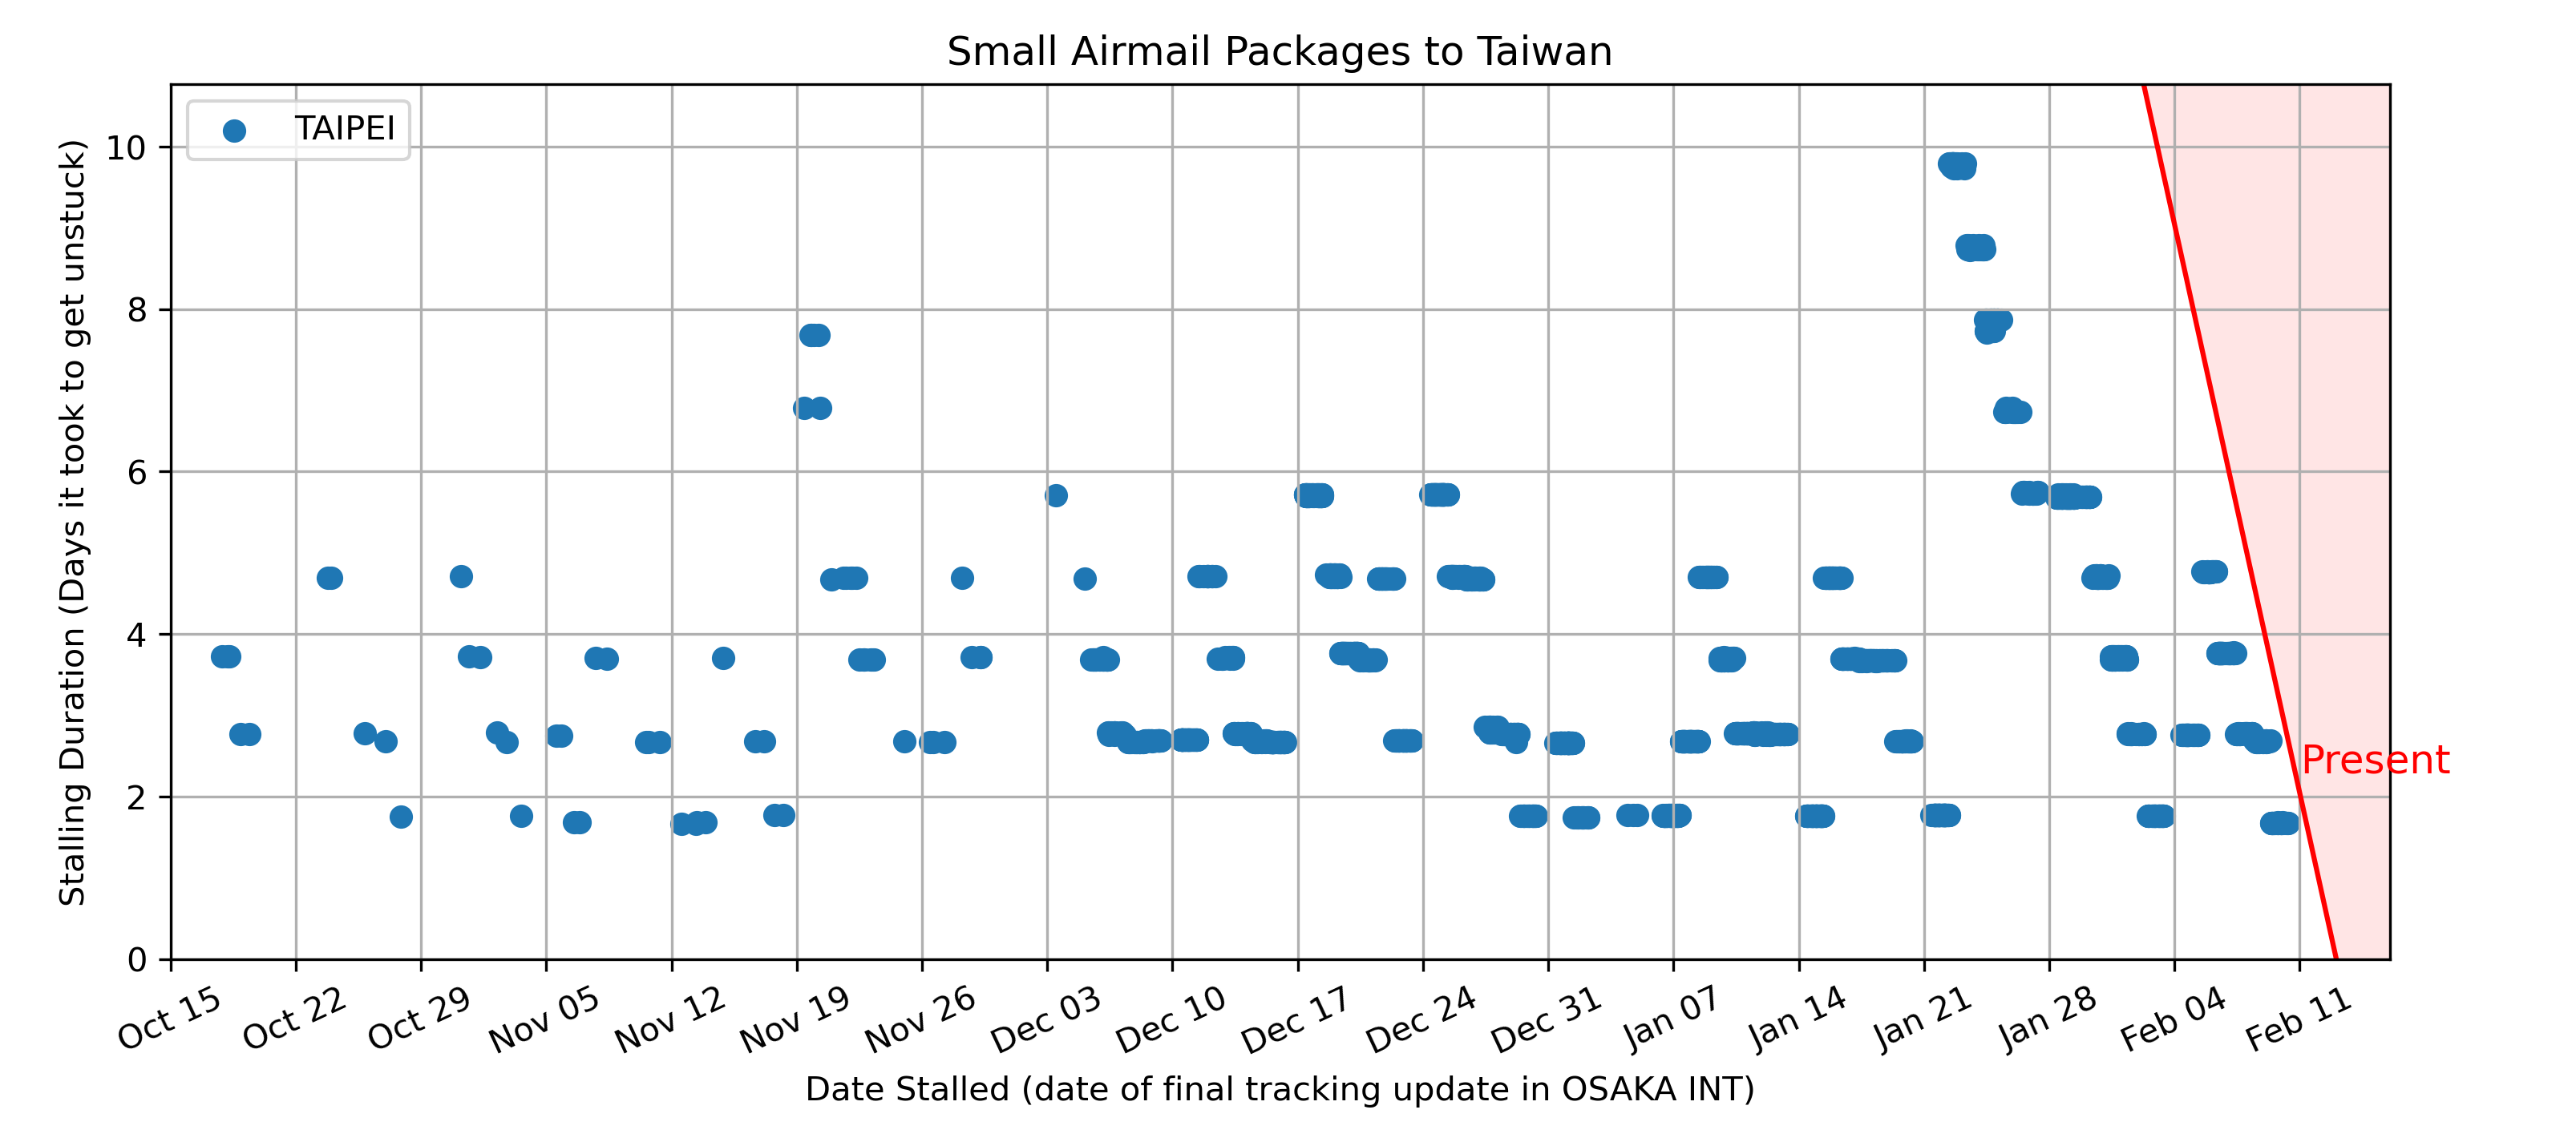 Small Airmail Packages to Taiwan
TAIPEI
Stalling Duration (Days it took to get unstuck)
10
8
6
4
2
0
Present
Oct 15
Oct 22
Oct 29
Nov 05
Nov 12
Nov 19
Nov 26
Dec 03
Dec 10
Dec 17
Dec 24
Dec 31
Jan 07
Jan 14
Jan 21
Jan 28
Feb 04
Feb 11
Date Stalled (date of final tracking update in OSAKA INT)